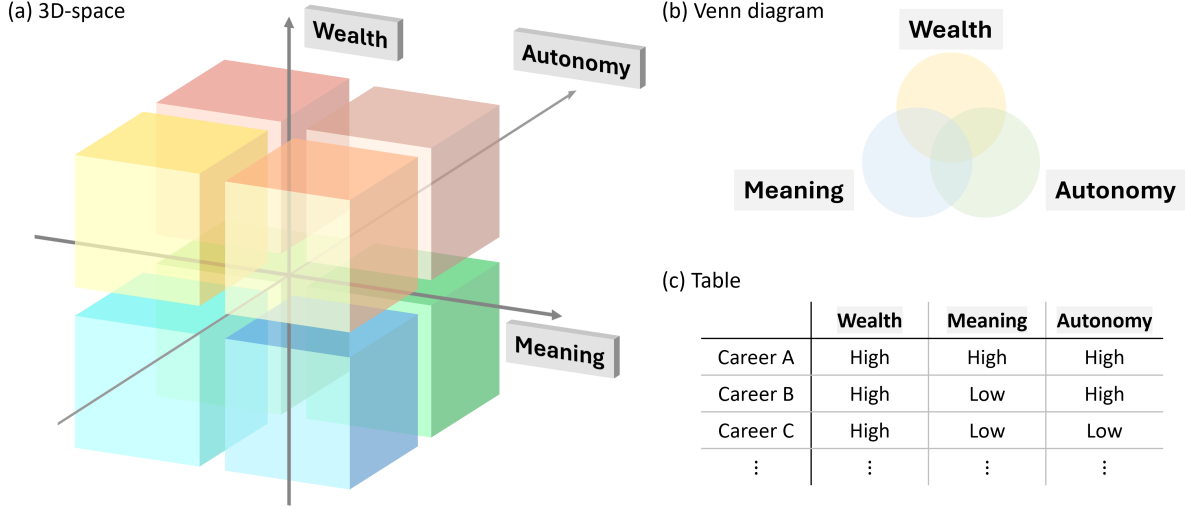 (a) 3D-space
Wealth
Autonomy
Meaning
(b) Venn diagram
Wealth
Meaning
Autonomy
(c) Table
Wealth Meaning Autonomy
Career A High High High
Career B High Low High
Career C High Low Low
⋮ ⋮ ⋮ ⋮